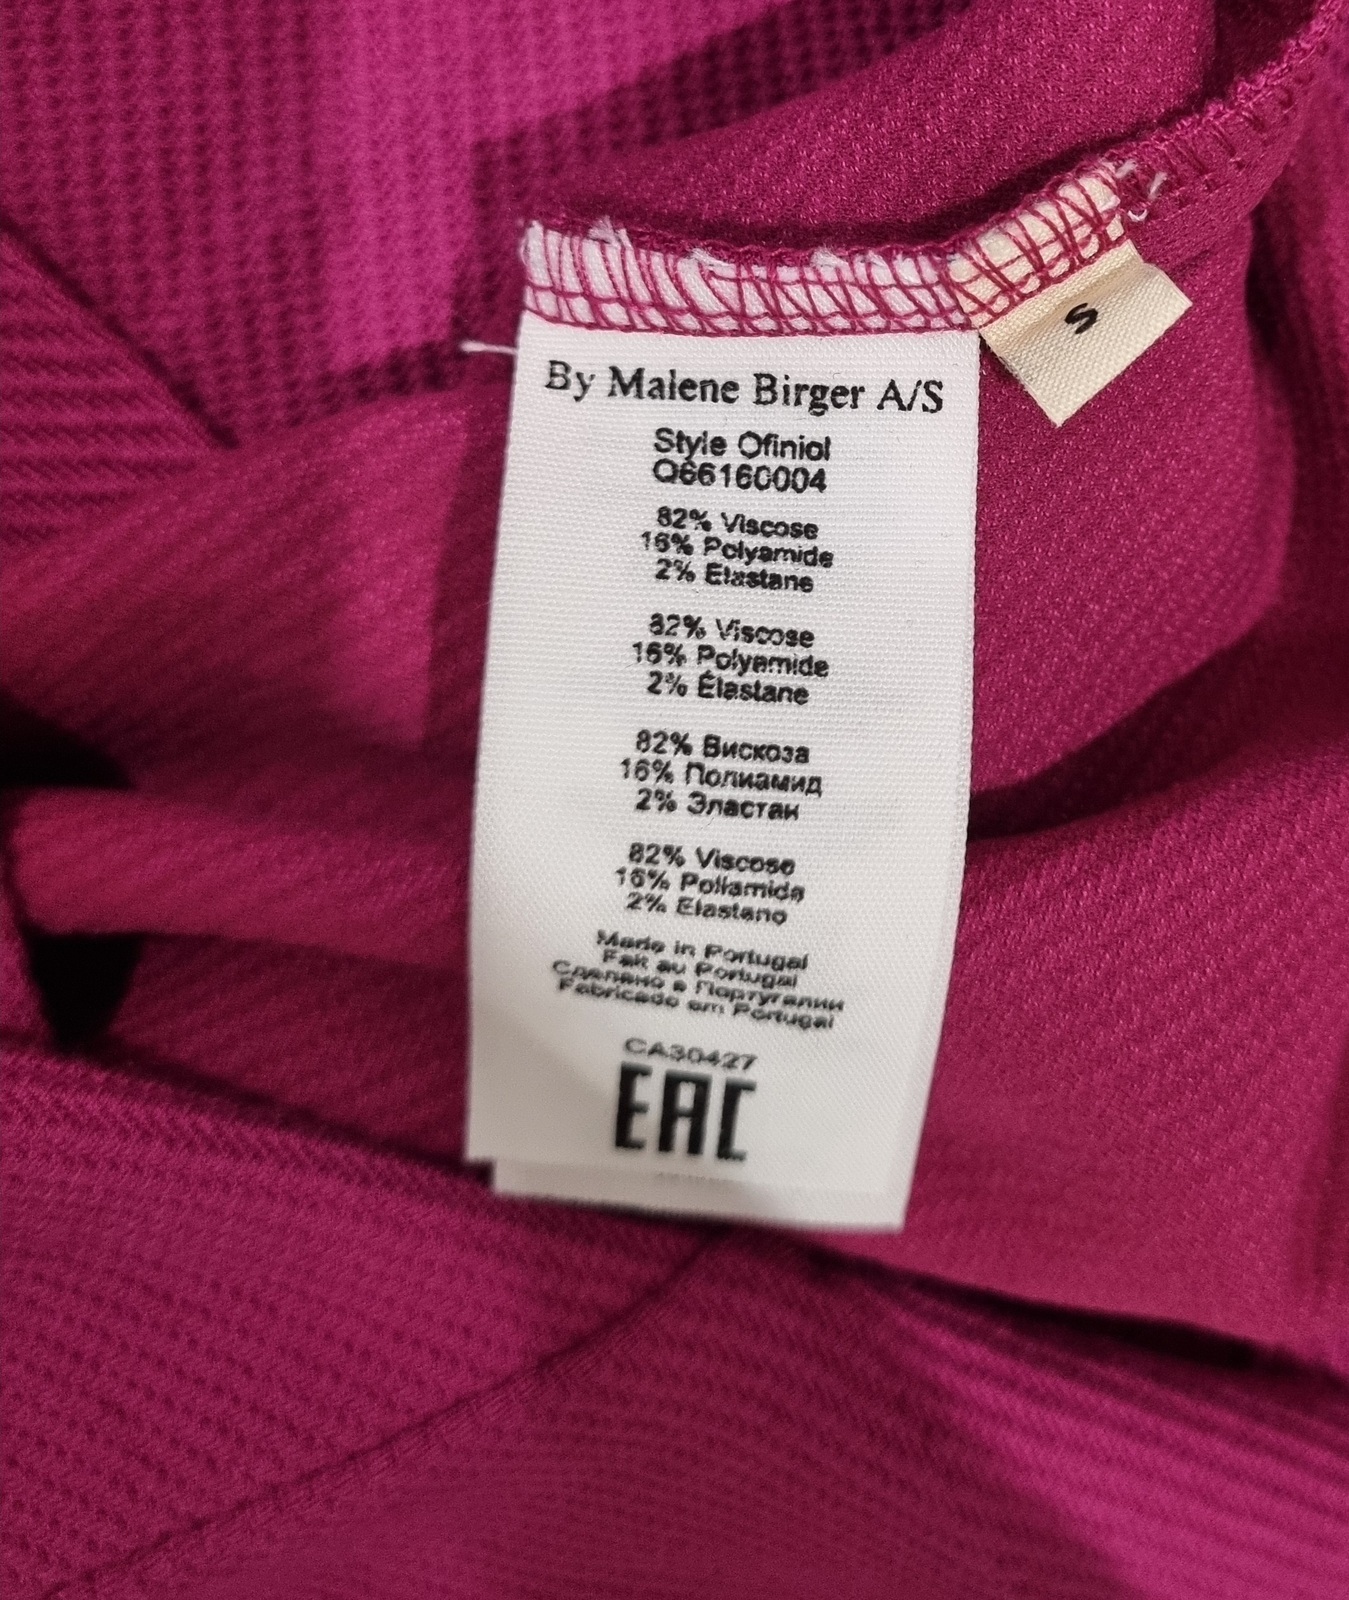 S
By Malene Birger A/S
Style Ofiniol
Q66160004
82% Viscose
16% Polyamide
2% Elastane
82% Viscose
16% Polyamide
2% Élastane
82% Вискоза
16% Полиамид
2% Эластан
82% Viscose
16% Poliamida
2% Elastano
Made in Portugal
Fait au Portugal
Сделано в Португалии
Fabricado em Portugal
CA30427
EAC